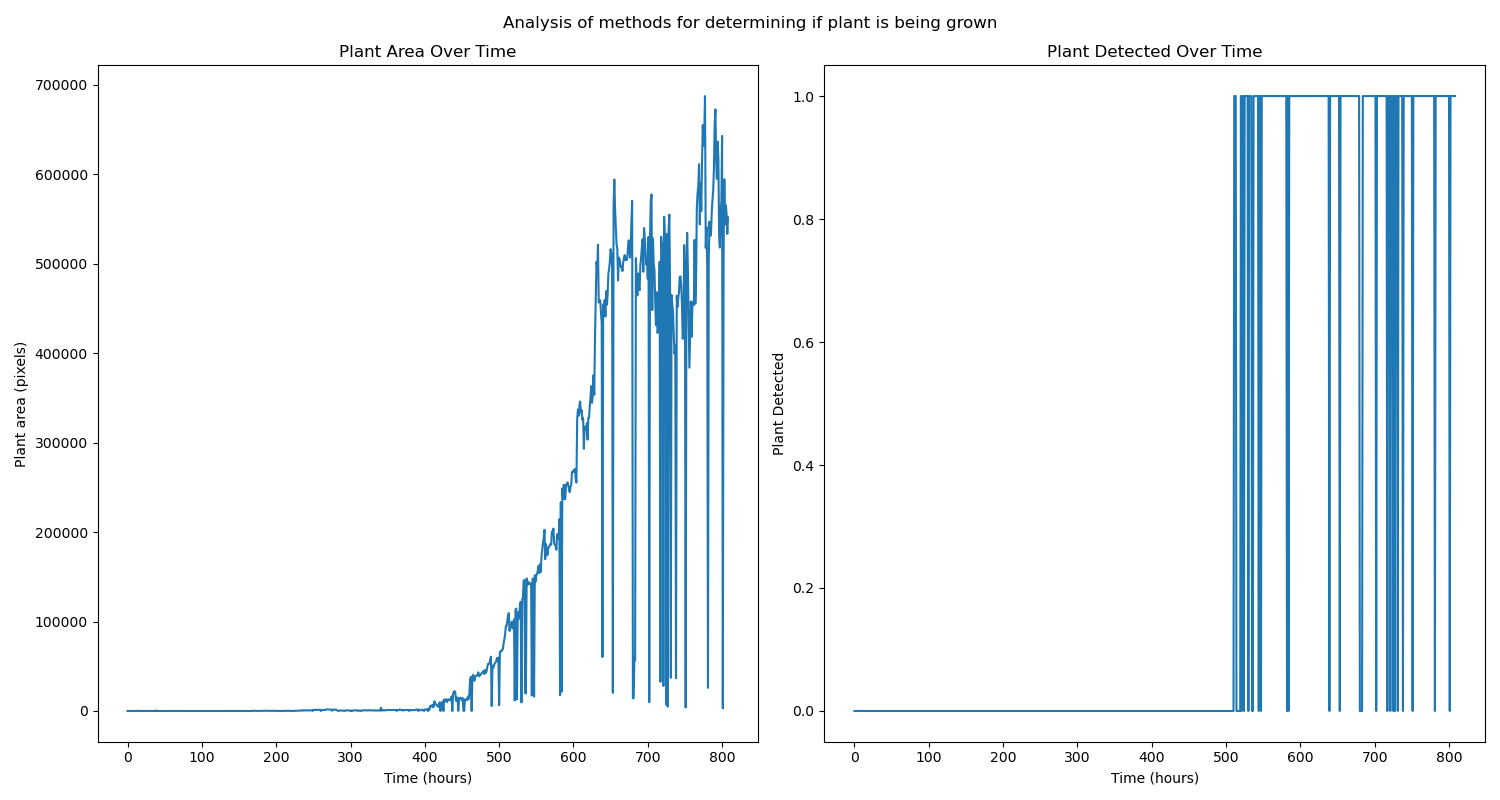 Analysis of methods for determining if plant is being grown
Plant Area Over Time
700000
600000
500000
400000
300000
200000
100000
0
Plant area (pixels)
0 100 200 300 400 500 600 700 800
Time (hours)
Plant Detected Over Time
1.0
0.8
0.6
0.4
0.2
0.0
Plant Detected
0 100 200 300 400 500 600 700 800
Time (hours)